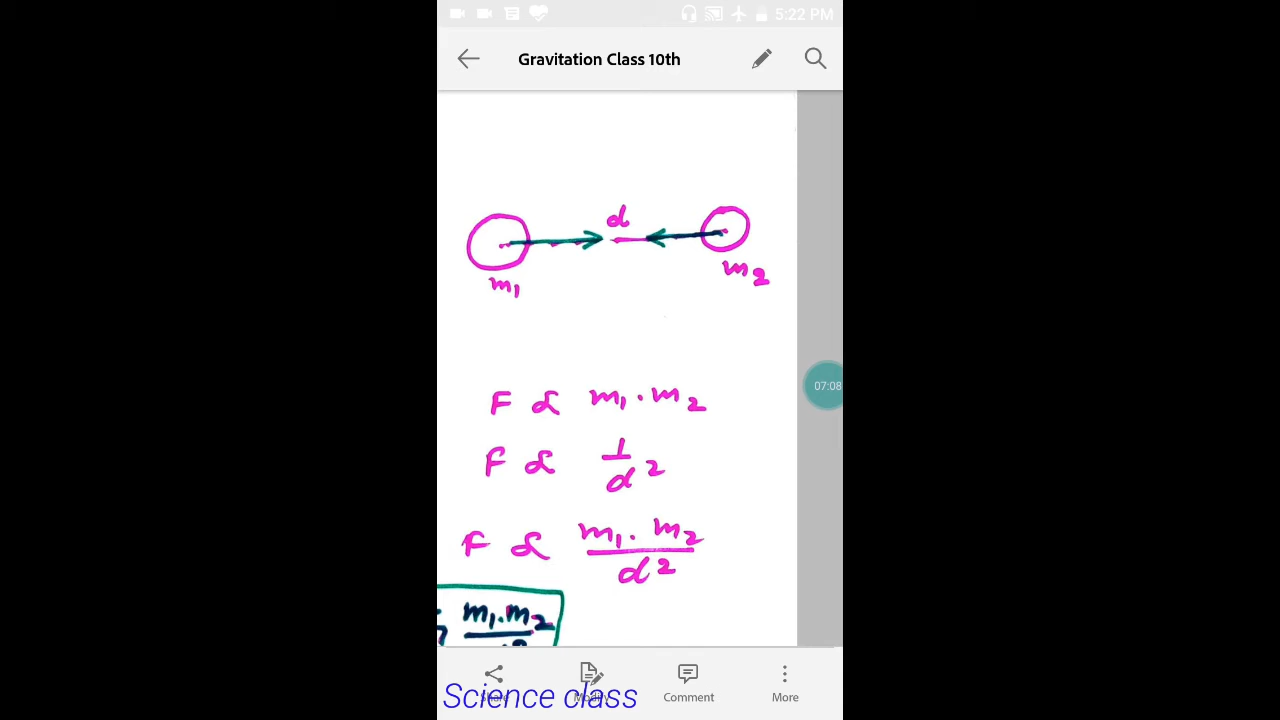 5:22 PM
Gravitation Class 10th
d
m1
m2
07:08
F ∝ m1 . m2
F ∝ 1/d2
F ∝ m1 . m2/d2
m1 . m2
Comment
More
Science class